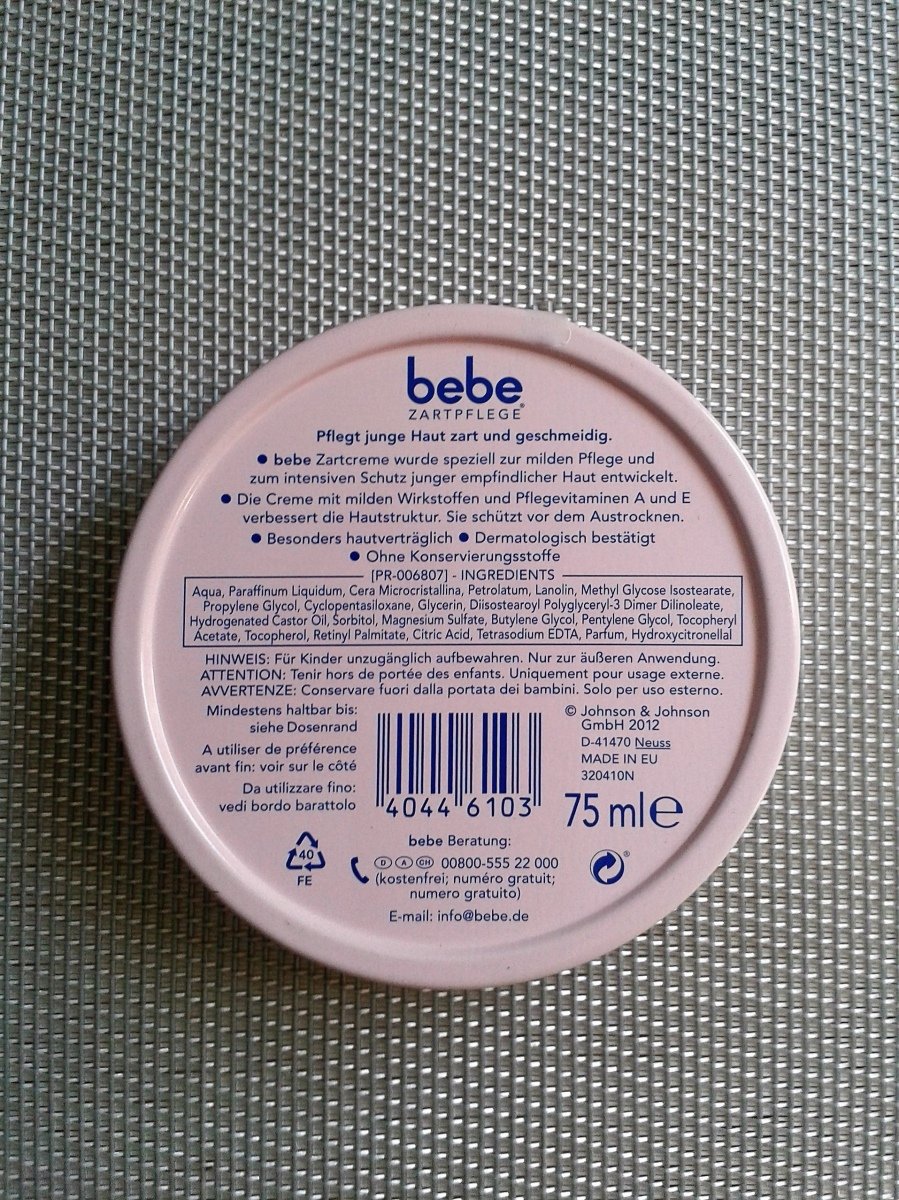 bebe
ZARTPFLEGE®
Pflegt junge Haut zart und geschmeidig.
● bebe Zartcreme wurde speziell zur milden Pflege und
zum intensiven Schutz junger empfindlicher Haut entwickelt.
● Die Creme mit milden Wirkstoffen und Pflegevitaminen A und E
verbessert die Hautstruktur. Sie schützt vor dem Austrocknen.
● Besonders hautverträglich ● Dermatologisch bestätigt
● Ohne Konservierungsstoffe
[PR-006807] - INGREDIENTS
Aqua, Paraffinum Liquidum, Cera Microcristallina, Petrolatum, Lanolin, Methyl Glycose Isostearate,
Propylene Glycol, Cyclopentasiloxane, Glycerin, Diisostearoyl Polyglyceryl-3 Dimer Dilinoleate,
Hydrogenated Castor Oil, Sorbitol, Magnesium Sulfate, Butylene Glycol, Pentylene Glycol, Tocopheryl
Acetate, Tocopherol, Retinyl Palmitate, Citric Acid, Tetrasodium EDTA, Parfum, Hydroxycitronellal
HINWEIS: Für Kinder unzugänglich aufbewahren. Nur zur äußeren Anwendung.
ATTENTION: Tenir hors de portée des enfants. Uniquement pour usage externe.
AVVERTENZE: Conservare fuori dalla portata dei bambini. Solo per uso esterno.
Mindestens haltbar bis:
siehe Dosenrand
A utiliser de préférence
avant fin: voir sur le côté
Da utilizzare fino:
vedi bordo barattolo
4044 6103
© Johnson & Johnson
GmbH 2012
D-41470 Neuss
MADE IN EU
320410N
75 ml e
40
FE
bebe Beratung:
D A CH 00800-555 22 000
(kostenfrei; numéro gratuit;
numero gratuito)
E-mail: info@bebe.de
®